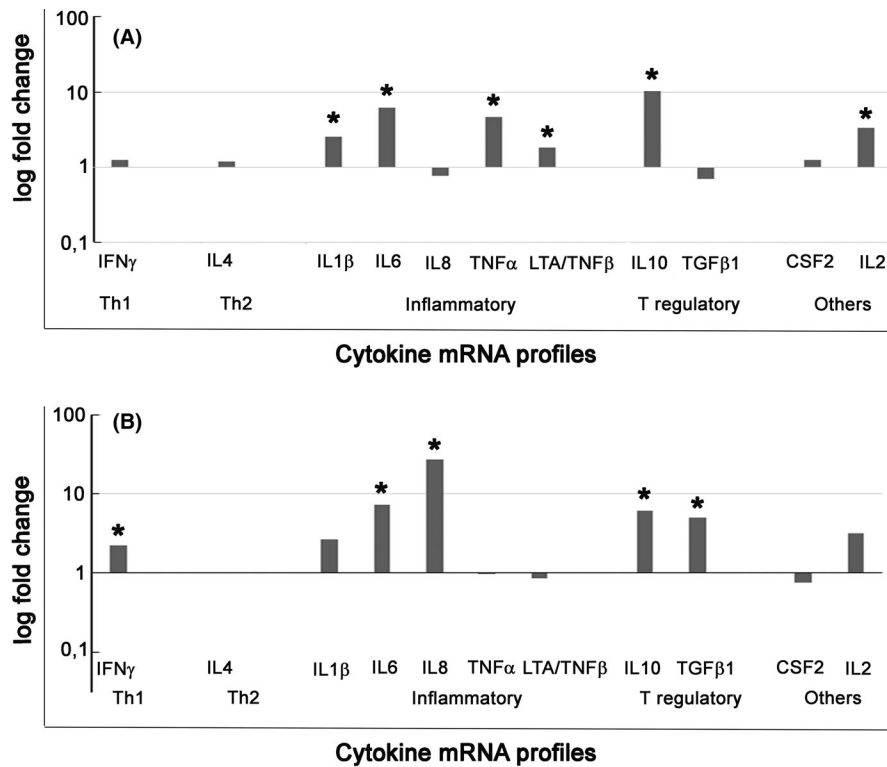 (A)
log fold change
100
10
1
0,1
* * * * * *
IFNγ IL4 IL1β IL6 IL8 TNFα LTA/TNFβ IL10 TGFβ1 CSF2 IL2
Th1 Th2 Inflammatory T regulatory Others
Cytokine mRNA profiles
(B)
log fold change
100
10
1
0,1
* * * * *
IFNγ IL4 IL1β IL6 IL8 TNFα LTA/TNFβ IL10 TGFβ1 CSF2 IL2
Th1 Th2 Inflammatory T regulatory Others
Cytokine mRNA profiles